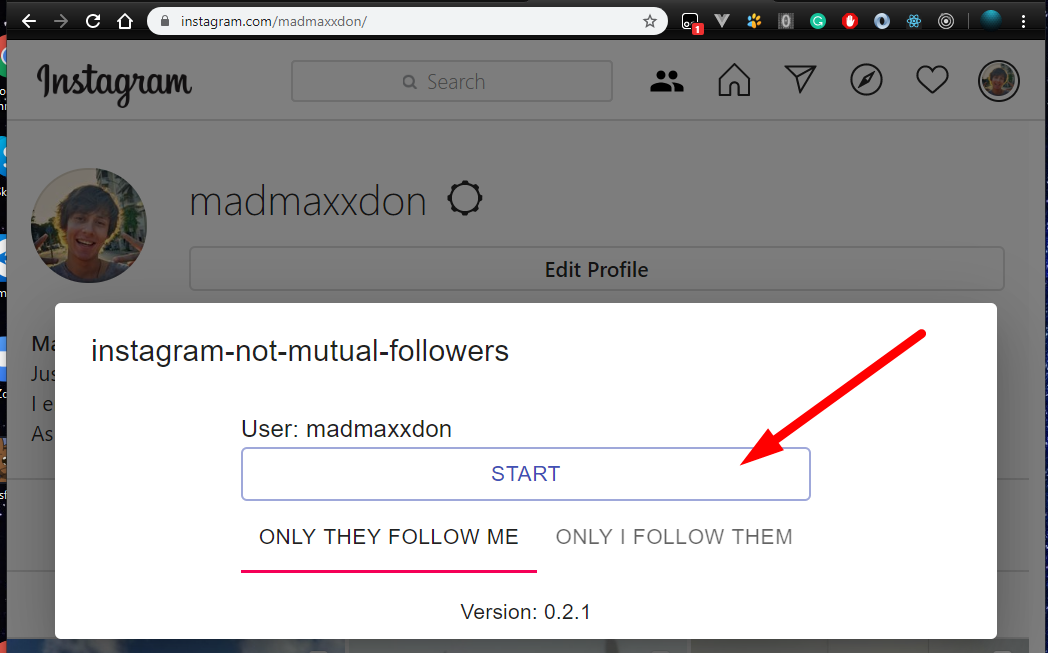 instagram.com/madmaxxdon/
1
Instagram
Search
madmaxxdon
Edit Profile
instagram-not-mutual-followers
Ma
Jus
I e
As
User: madmaxxdon
START
ONLY THEY FOLLOW ME
ONLY I FOLLOW THEM
Version: 0.2.1